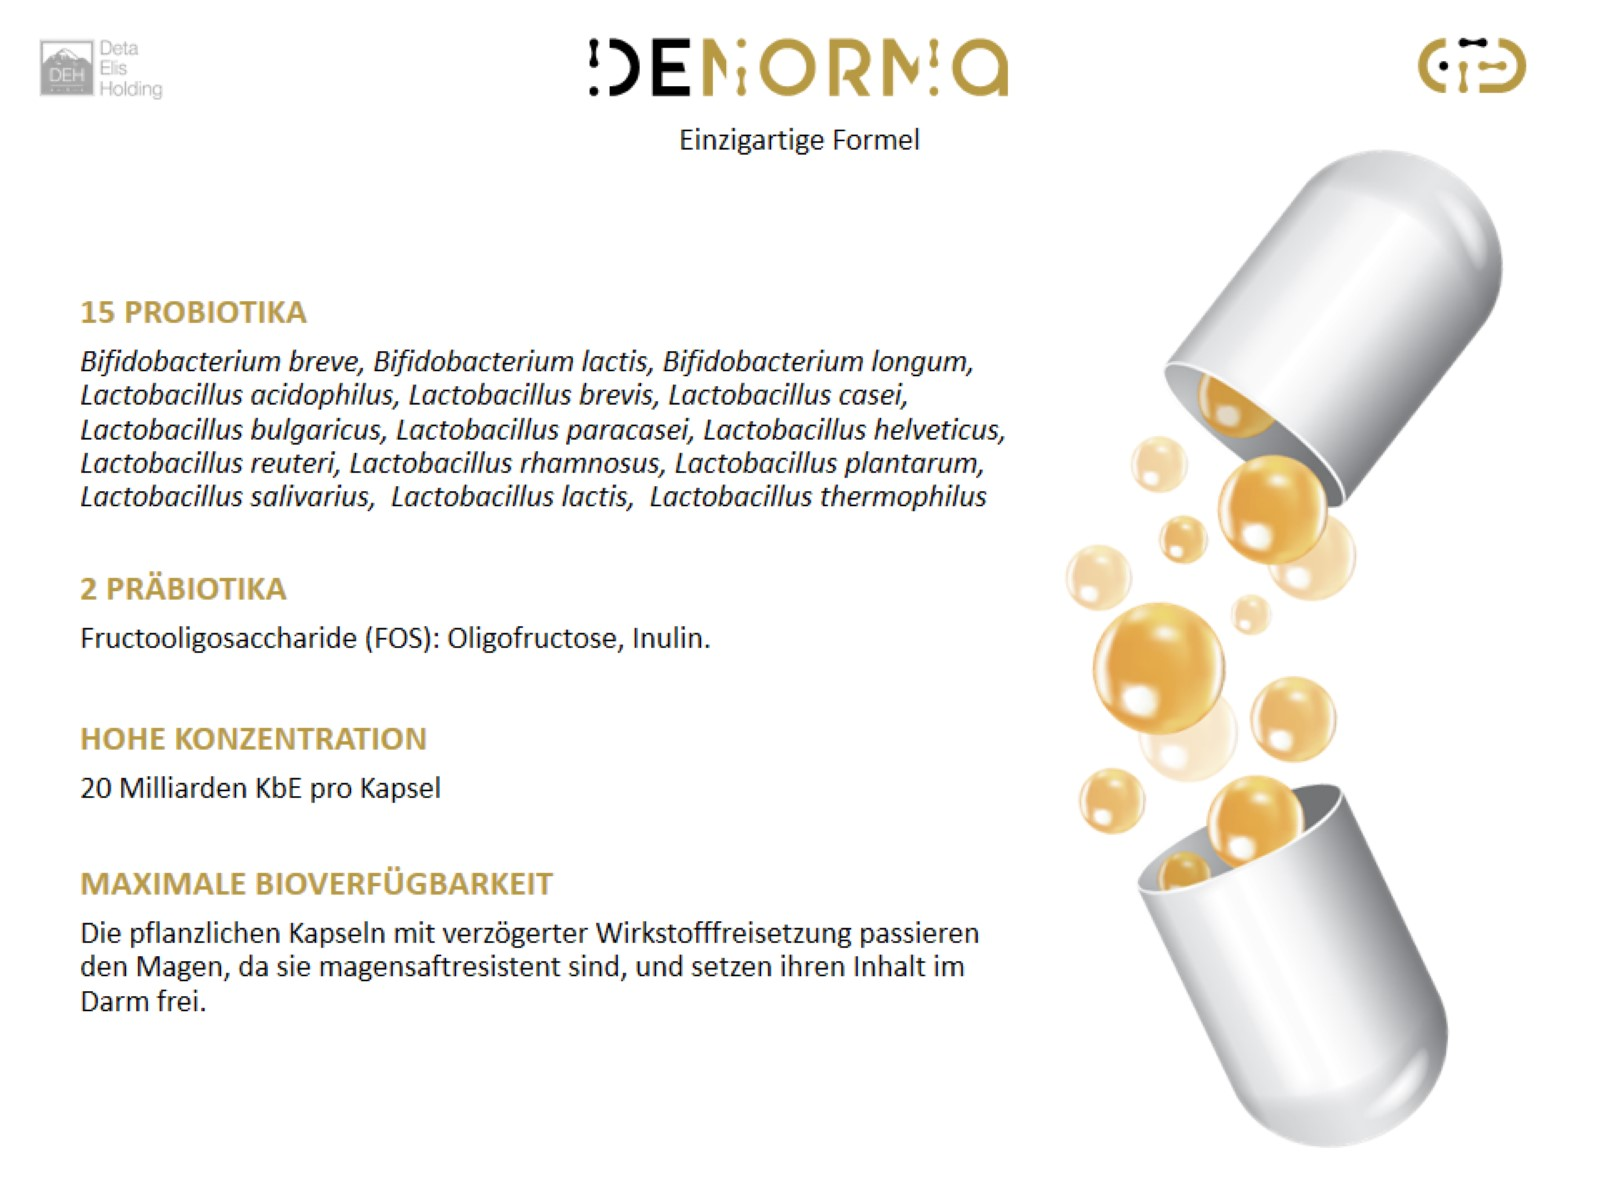 Deta
Elis
Holding
DEH
DENORMA
Einzigartige Formel
15 PROBIOTIKA
Bifidobacterium breve, Bifidobacterium lactis, Bifidobacterium longum,
Lactobacillus acidophilus, Lactobacillus brevis, Lactobacillus casei,
Lactobacillus bulgaricus, Lactobacillus paracasei, Lactobacillus helveticus,
Lactobacillus reuteri, Lactobacillus rhamnosus, Lactobacillus plantarum,
Lactobacillus salivarius, Lactobacillus lactis, Lactobacillus thermophilus
2 PRÄBIOTIKA
Fructooligosaccharide (FOS): Oligofructose, Inulin.
HOHE KONZENTRATION
20 Milliarden KbE pro Kapsel
MAXIMALE BIOVERFÜGBARKEIT
Die pflanzlichen Kapseln mit verzögerter Wirkstofffreisetzung passieren
den Magen, da sie magensaftresistent sind, und setzen ihren Inhalt im
Darm frei.